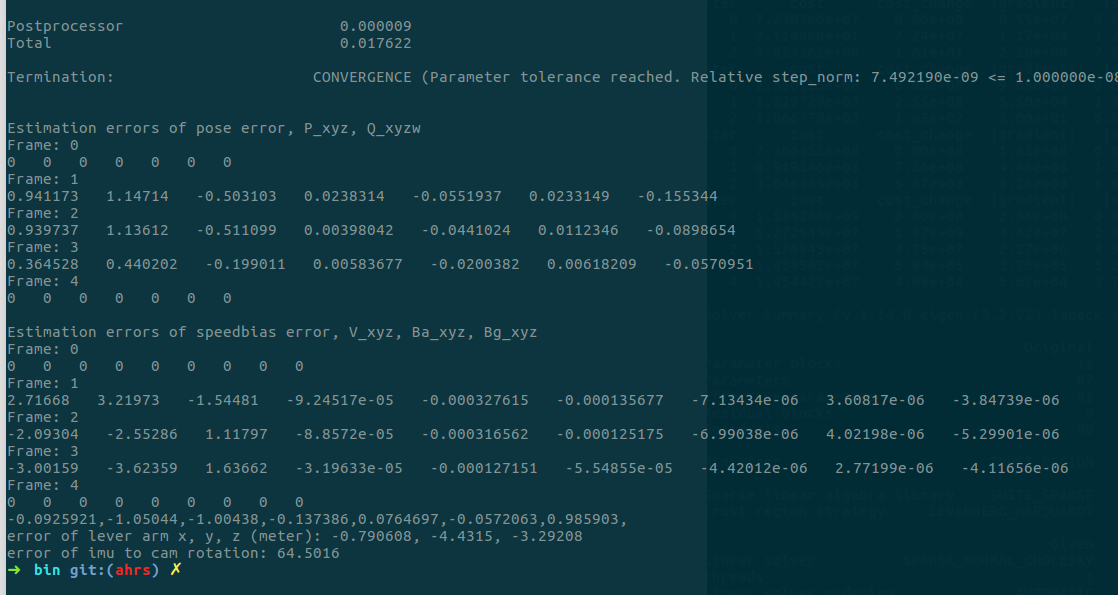 Postprocessor 0.000009
Total 0.017622
Termination: CONVERGENCE (Parameter tolerance reached. Relative step_norm: 7.492190e-09 <= 1.000000e-08
Estimation errors of pose error, P_xyz, Q_xyzw
Frame: 0
0 0 0 0 0 0 0
Frame: 1
0.941173 1.14714 -0.503103 0.0238314 -0.0551937 0.0233149 -0.155344
Frame: 2
0.939737 1.13612 -0.511099 0.00398042 -0.0441024 0.0112346 -0.0898654
Frame: 3
0.364528 0.440202 -0.199011 0.00583677 -0.0200382 0.00618209 -0.0570951
Frame: 4
0 0 0 0 0 0 0
Estimation errors of speedbias error, V_xyz, Ba_xyz, Bg_xyz
Frame: 0
0 0 0 0 0 0 0 0 0
Frame: 1
2.71668 3.21973 -1.54481 -9.24517e-05 -0.000327615 -0.000135677 -7.13434e-06 3.60817e-06 -3.84739e-06
Frame: 2
-2.09304 -2.55286 1.11797 -8.8572e-05 -0.000316562 -0.000125175 -6.99038e-06 4.02198e-06 -5.29901e-06
Frame: 3
-3.00159 -3.62359 1.63662 -3.19633e-05 -0.000127151 -5.54855e-05 -4.42012e-06 2.77199e-06 -4.11656e-06
Frame: 4
0 0 0 0 0 0 0 0 0
-0.0925921,-1.05044,-1.00438,-0.137386,0.0764697,-0.0572063,0.985903,
error of lever arm x, y, z (meter): -0.790608, -4.4315, -3.29208
error of imu to cam rotation: 64.5016
➜ bin git:(ahrs) ✗